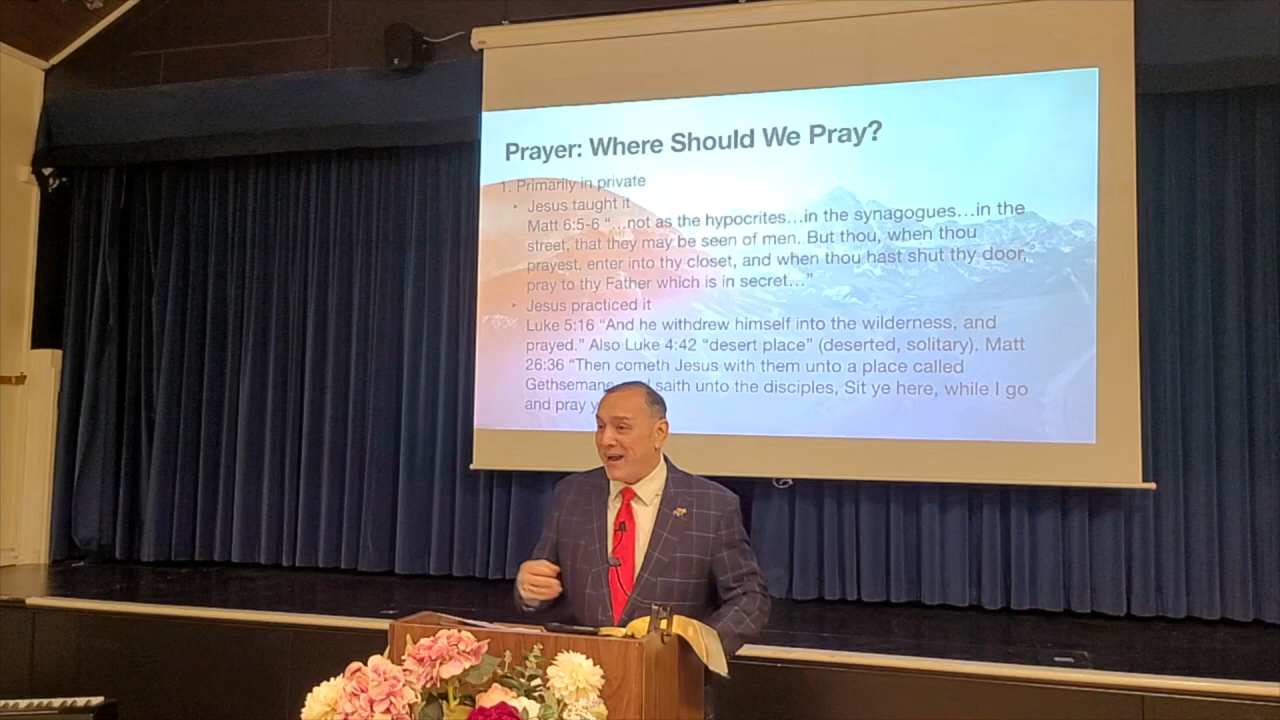 Prayer: Where Should We Pray?
1. Primarily in private
‣ Jesus taught it
Matt 6:5-6 “...not as the hypocrites...in the synagogues...in the
street, that they may be seen of men. But thou, when thou
prayest, enter into thy closet, and when thou hast shut thy door,
pray to thy Father which is in secret...”
‣ Jesus practiced it
Luke 5:16 “And he withdrew himself into the wilderness, and
prayed.” Also Luke 4:42 “desert place” (deserted, solitary). Matt
26:36 “Then cometh Jesus with them unto a place called
saith unto the disciples, Sit ye here, while I go
and pray